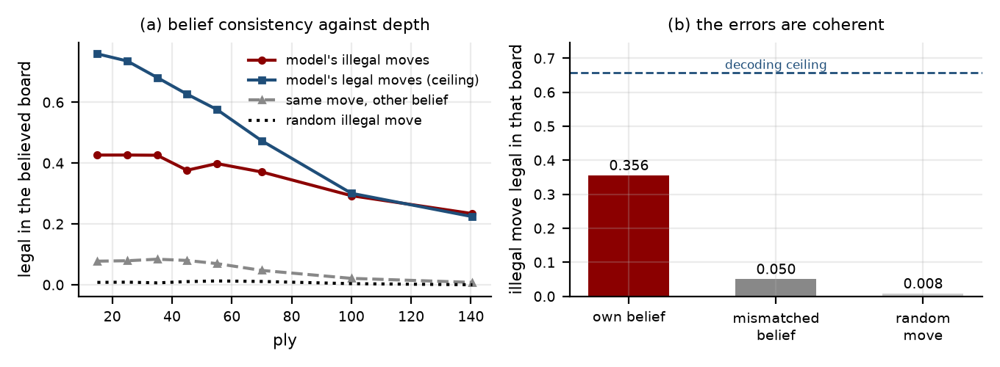 (a) belief consistency against depth
legal in the believed board
0.6
0.4
0.2
0.0
model's illegal moves
model's legal moves (ceiling)
same move, other belief
random illegal move
20 40 60 80 100 120 140
ply
(b) the errors are coherent
illegal move legal in that board
0.7
0.6
0.5
0.4
0.3
0.2
0.1
0.0
decoding ceiling
0.356
0.050
0.008
own belief
mismatched
belief
random
move